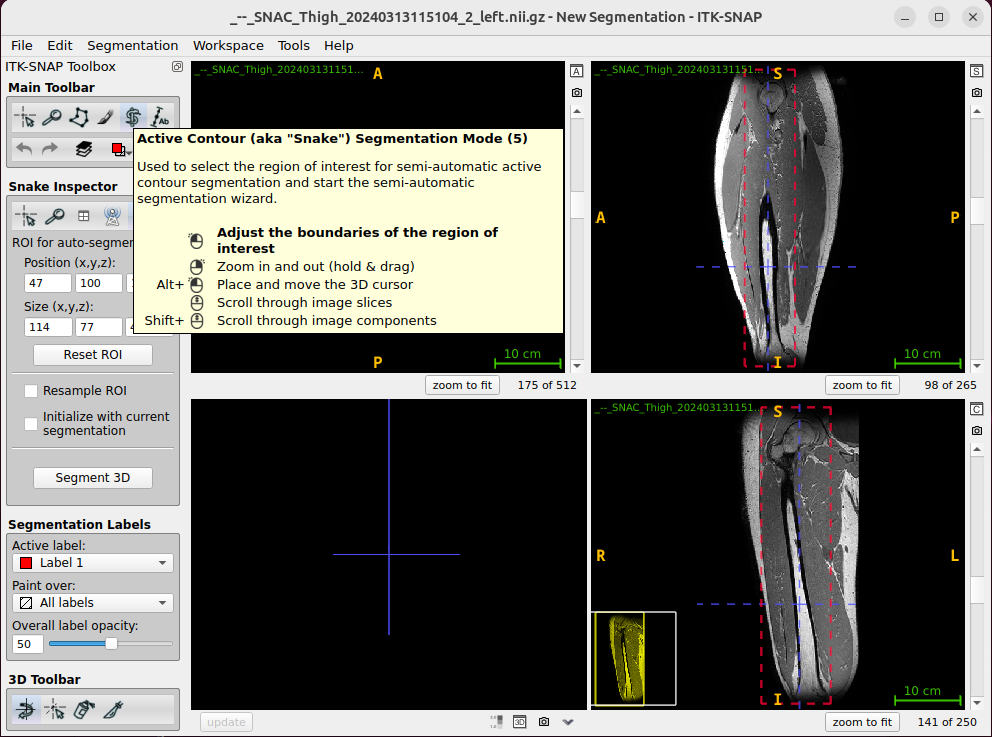 _--_SNAC_Thigh_20240313115104_2_left.nii.gz - New Segmentation - ITK-SNAP
File Edit Segmentation Workspace Tools Help
ITK-SNAP Toolbox
Main Toolbar
Ab
Active Contour (aka "Snake") Segmentation Mode (5)
Used to select the region of interest for semi-automatic active
contour segmentation and start the semi-automatic
segmentation wizard.
Adjust the boundaries of the region of
interest
Zoom in and out (hold & drag)
Alt+ Place and move the 3D cursor
Scroll through image slices
Shift+ Scroll through image components
Snake Inspector
ROI for auto-segmen
Position (x,y,z):
47 100
Size (x,y,z):
114 77
Reset ROI
Resample ROI
Initialize with current
segmentation
Segment 3D
Segmentation Labels
Active label:
Label 1
Paint over:
All labels
Overall label opacity:
50
3D Toolbar
_--_SNAC_Thigh_202403131151...
A
P
10 cm
A
zoom to fit 175 of 512
_--_SNAC_Thigh_202403131151...
S
A
P
I
10 cm
S
zoom to fit 98 of 265
update
3D
_--_SNAC_Thigh_202403131151...
S
R
L
I
10 cm
C
zoom to fit 141 of 250